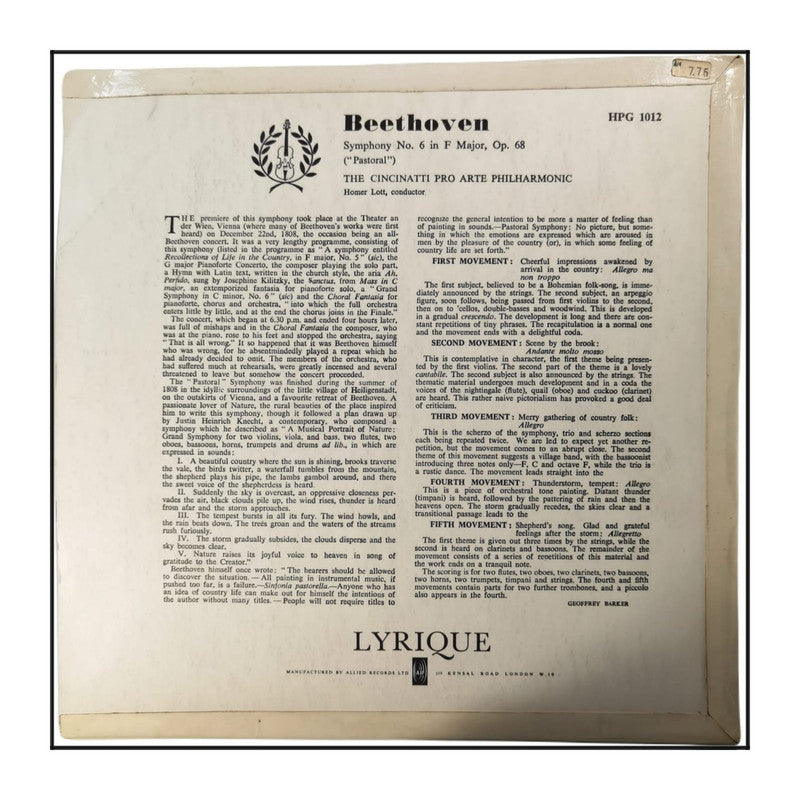 7.75
Beethoven
HPG 1012
Symphony No. 6 in F Major, Op. 68
("Pastoral")
THE CINCINATTI PRO ARTE PHILHARMONIC
Homer Lott, conductor
THE premiere of this symphony took place at the Theater an
der Wien, Vienna (where many of Beethoven's works were first
heard) on December 22nd, 1808, the occasion being an all-
Beethoven concert. It was a very lengthy programme, consisting of
this symphony (listed in the programme as "A symphony entitled
Recollections of Life in the Country, in F major, No. 5" (sic), the
G major Pianoforte Concerto, the composer playing the solo part,
a Hymn with Latin text, written in the church style, the aria Ah,
Perfido, sung by Josephine Kilitzky, the Sanctus, from Mass in C
major, an extemporized fantasia for pianoforte solo, a "Grand
Symphony in C minor, No. 6" (sic) and the Choral Fantasia for
pianoforte, chorus and orchestra, "into which the full orchestra
enters little by little, and at the end the chorus joins in the Finale."
The concert, which began at 6.30 p.m. and ended four hours later,
was full of mishaps and in the Choral Fantasia the composer, who
was at the piano, rose to his feet and stopped the orchestra, saying
"That is all wrong." It so happened that it was Beethoven himself
who was wrong, for he absentmindedly played a repeat which he
had already decided to omit. The members of the orchestra, who
had suffered much at rehearsals, were greatly incensed and several
threatened to leave but somehow the concert proceeded.
The "Pastoral" Symphony was finished during the summer of
1808 in the idyllic surroundings of the little village of Heiligenstadt,
on the outskirts of Vienna, and a favourite retreat of Beethoven. A
passionate lover of Nature, the rural beauties of the place inspired
him to write this symphony, though it followed a plan drawn up
by Justin Heinrich Knecht, a contemporary, who composed a
symphony which he described as "A Musical Portrait of Nature:
Grand Symphony for two violins, viola, and bass, two flutes, two
oboes, bassoons, horns, trumpets and drums ad lib., in which are
expressed in sounds:
I. A beautiful country where the sun is shining, brooks traverse
the vale, the birds twitter, a waterfall tumbles from the mountain,
the shepherd plays his pipe, the lambs gambol around, and there
the sweet voice of the shepherdess is heard.
II. Suddenly the sky is overcast, an oppressive closeness per-
vades the air, black clouds pile up, the wind rises, thunder is heard
from afar and the storm approaches.
III. The tempest bursts in all its fury. The wind howls, and
the rain beats down. The trees groan and the waters of the streams
rush furiously.
IV. The storm gradually subsides, the clouds disperse and the
sky becomes clear.
V. Nature raises its joyful voice to heaven in song of
gratitude to the Creator."
Beethoven himself once wrote: "The hearers should be allowed
to discover the situation.—All painting in instrumental music, if
pushed too far, is a failure.—Sinfonia pastorella.—Anyone who has
an idea of country life can make out for himself the intentions of
the author without many titles.—People will not require titles to
recognize the general intention to be more a matter of feeling than
of painting in sounds.—Pastoral Symphony: No picture, but some-
thing in which the emotions are expressed which are aroused in
men by the pleasure of the country (or), in which some feeling of
country life are set forth."
FIRST MOVEMENT: Cheerful impressions awakened by
arrival in the country: Allegro ma
non troppo
The first subject, believed to be a Bohemian folk-song, is imme-
diately announced by the strings. The second subject, an arpeggio
figure, soon follows, being passed from first violins to the second,
then on to 'cellos, double-basses and woodwind. This is developed
in a gradual crescendo. The development is long and there are con-
stant repetitions of tiny phrases. The recapitulation is a normal one
and the movement ends with a delightful coda.
SECOND MOVEMENT: Scene by the brook:
Andante molto mosso
This is contemplative in character, the first theme being presen-
ted by the first violins. The second part of the theme is a lovely
cantabile. The second subject is also announced by the strings. The
thematic material undergoes much development and in a coda the
voices of the nightingale (flute), quail (oboe) and cuckoo (clarinet)
are heard. This rather naive pictorialism has provoked a good deal
of criticism.
THIRD MOVEMENT: Merry gathering of country folk:
Allegro
This is the scherzo of the symphony, trio and scherzo sections
each being repeated twice. We are led to expect yet another re-
petition, but the movement comes to an abrupt close. The second
theme of this movement suggests a village band, with the bassoonist
introducing three notes only—F, C and octave F, while the trio is
a rustic dance. The movement leads straight into the
FOURTH MOVEMENT: Thunderstorm, tempest: Allegro
This is a piece of orchestral tone painting. Distant thunder
(timpani) is heard, followed by the pattering of rain and then the
heavens open. The storm gradually recedes, the skies clear and a
transitional passage leads to the
FIFTH MOVEMENT: Shepherd's song. Glad and grateful
feelings after the storm: Allegretto
The first theme is given out three times by the strings, while the
second is heard on clarinets and bassoons. The remainder of the
movement consists of a series of repetitions of this material and
the work ends on a tranquil note.
The scoring is for two flutes, two oboes, two clarinets, two bassoons,
two horns, two trumpets, timpani and strings. The fourth and fifth
movements contain parts for two further trombones, and a piccolo
also appears in the fourth.
GEOFFREY BARKER
LYRIQUE
MANUFACTURED BY ALLIED RECORDS LTD KENSAL ROAD LONDON W.10